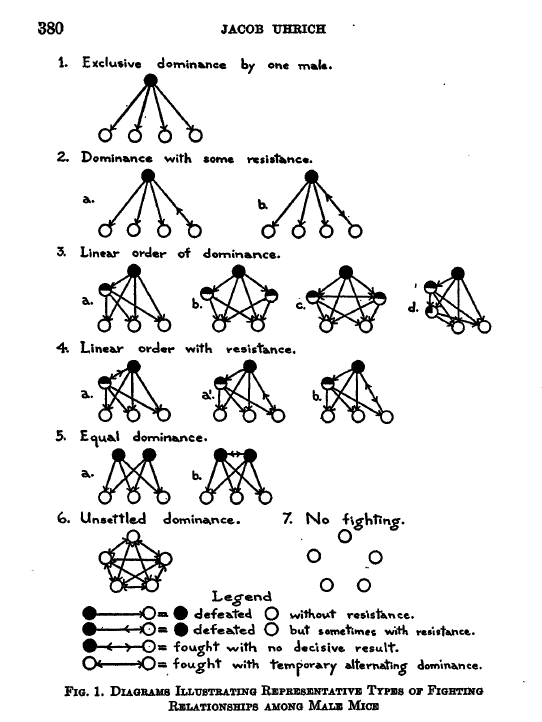 380 JACOB UHRICH
1. Exclusive dominance by one male.
2. Dominance with some resistance.
a. b.
3. Linear order of dominance.
a. b. c. d.
4. Linear order with resistance.
a. a'. b.
5. Equal dominance.
a. b.
6. Unsettled dominance. 7. No fighting.
Legend
= defeated without resistance.
= defeated but sometimes with resistance.
= fought with no decisive result.
= fought with temporary alternating dominance.
FIG. 1. DIAGRAMS ILLUSTRATING REPRESENTATIVE TYPES OF FIGHTING
RELATIONSHIPS AMONG MALE MICE